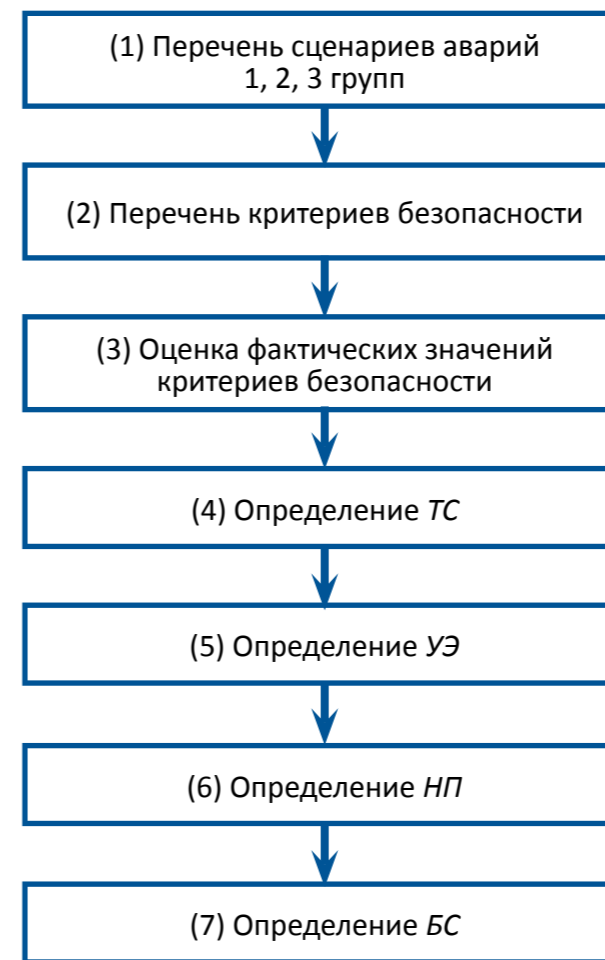 (1) Перечень сценариев аварий
1, 2, 3 групп
(2) Перечень критериев безопасности
(3) Оценка фактических значений
критериев безопасности
(4) Определение ТС
(5) Определение УЭ
(6) Определение НП
(7) Определение БС